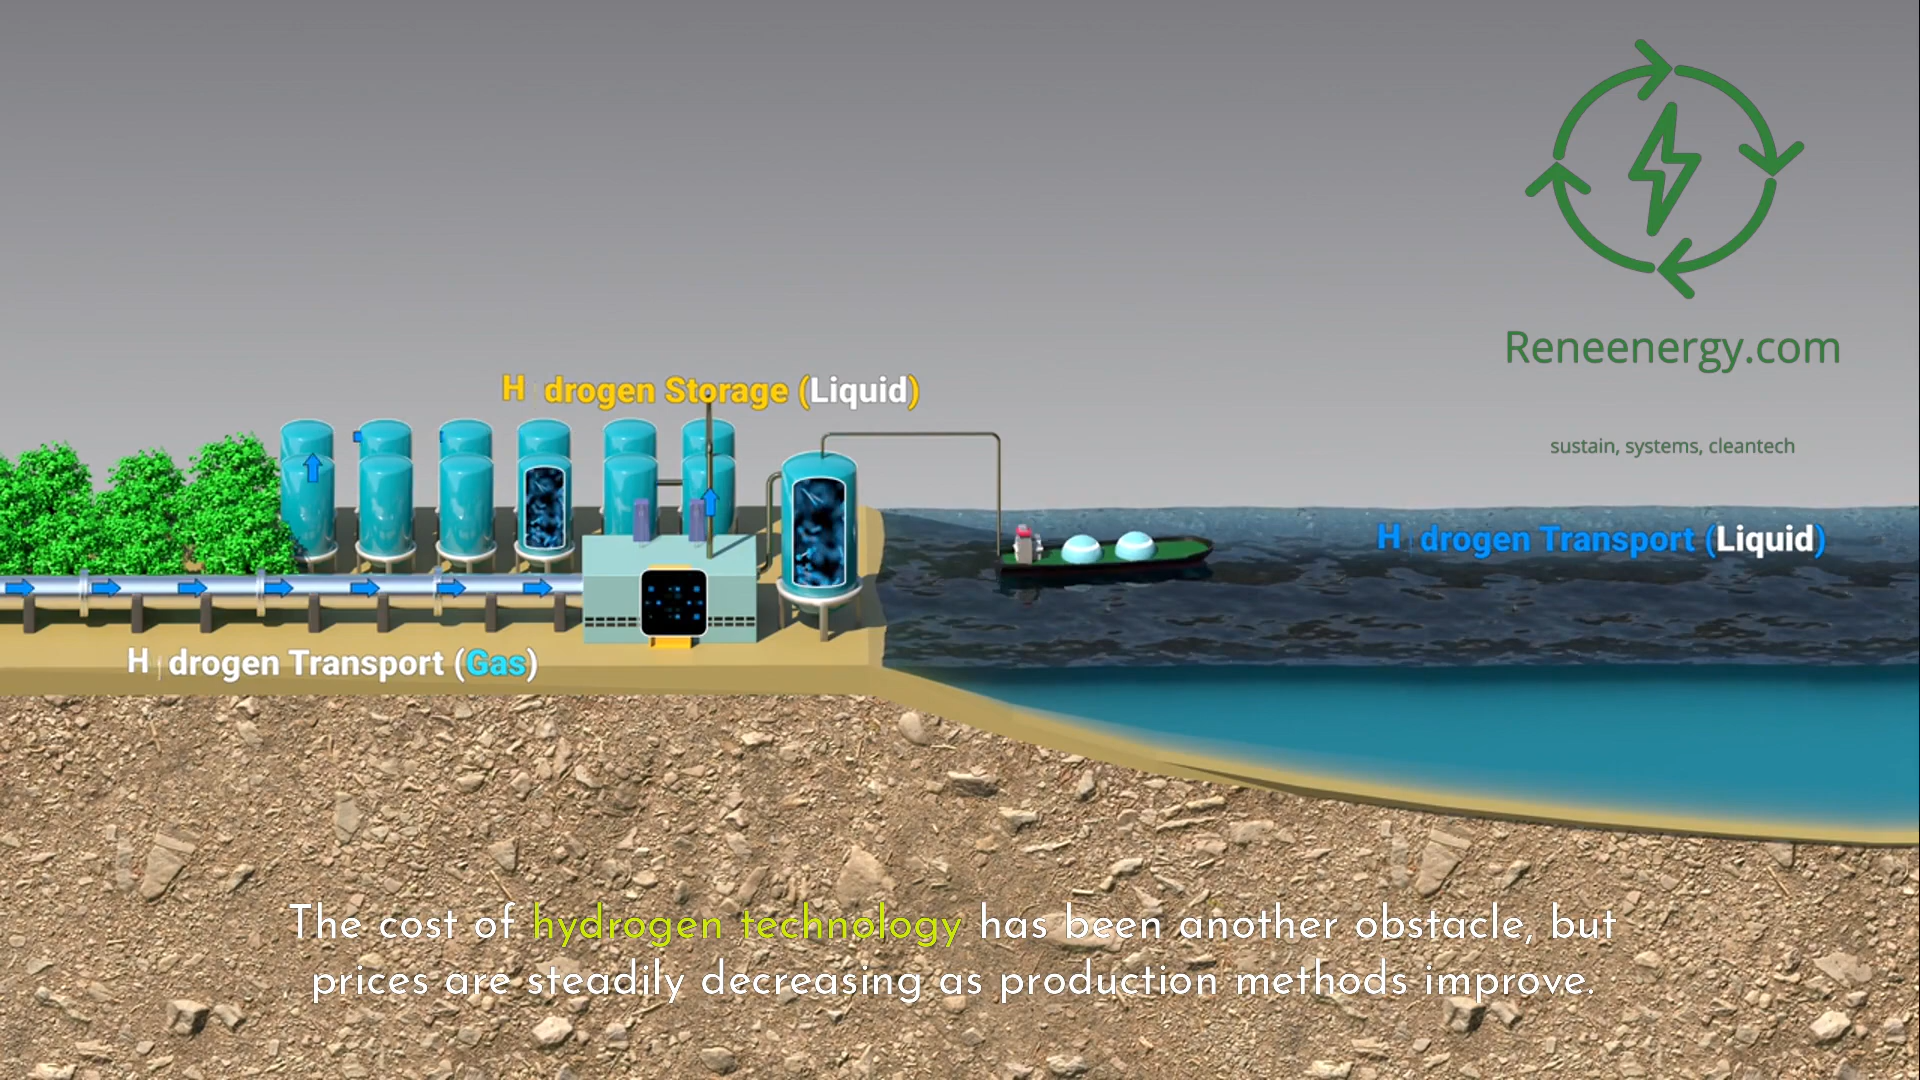 Reneenergy.com
sustain, systems, cleantech
H drogen Storage (Liquid)
H drogen Transport (Liquid)
H drogen Transport (Gas)
The cost of hydrogen technology has been another obstacle, but
prices are steadily decreasing as production methods improve.